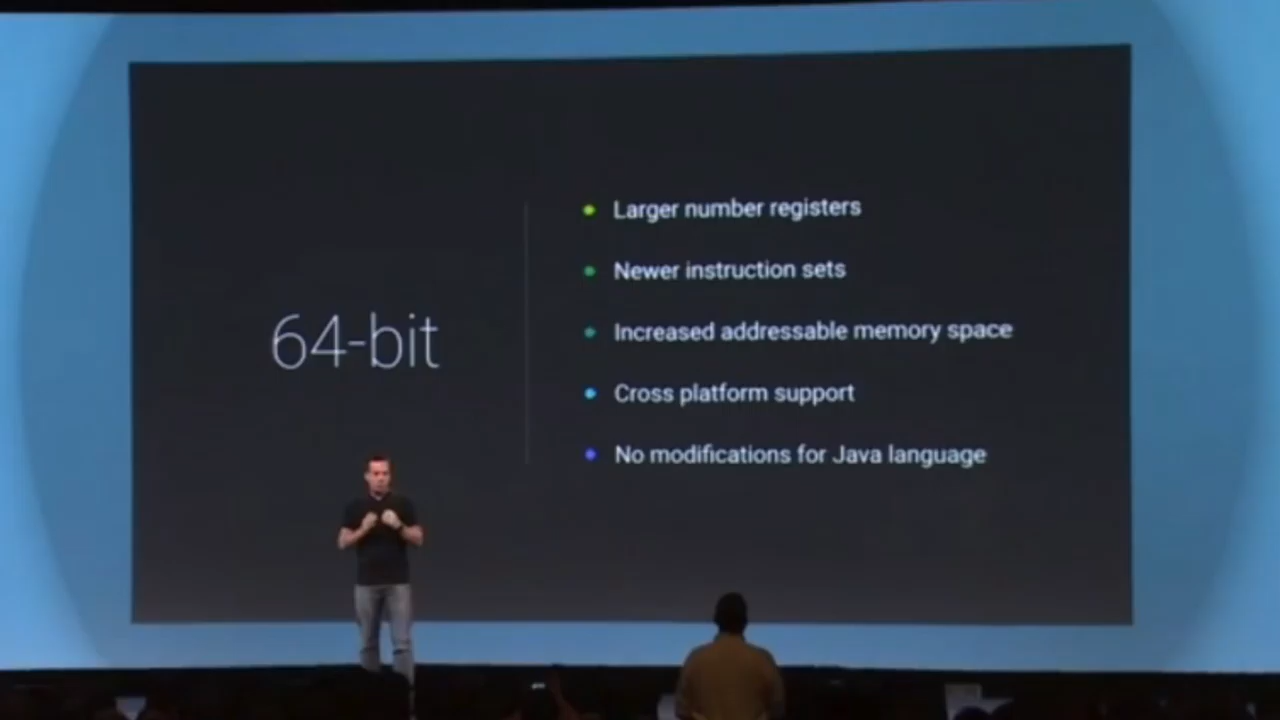 64-bit
Larger number registers
Newer instruction sets
Increased addressable memory space
Cross platform support
No modifications for Java language